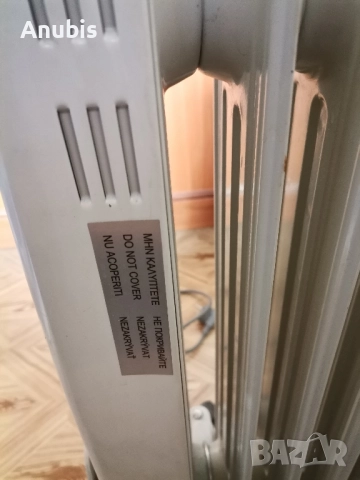 Anubis
ΜΗΝ ΚΑΛΥΠΤΕΤΕ НЕ ПОКРИВАЙТЕ
DO NOT COVER NEZAKRÝVAT
NU ACOPERITI NEZAKRÝVAŤ
BAZAR